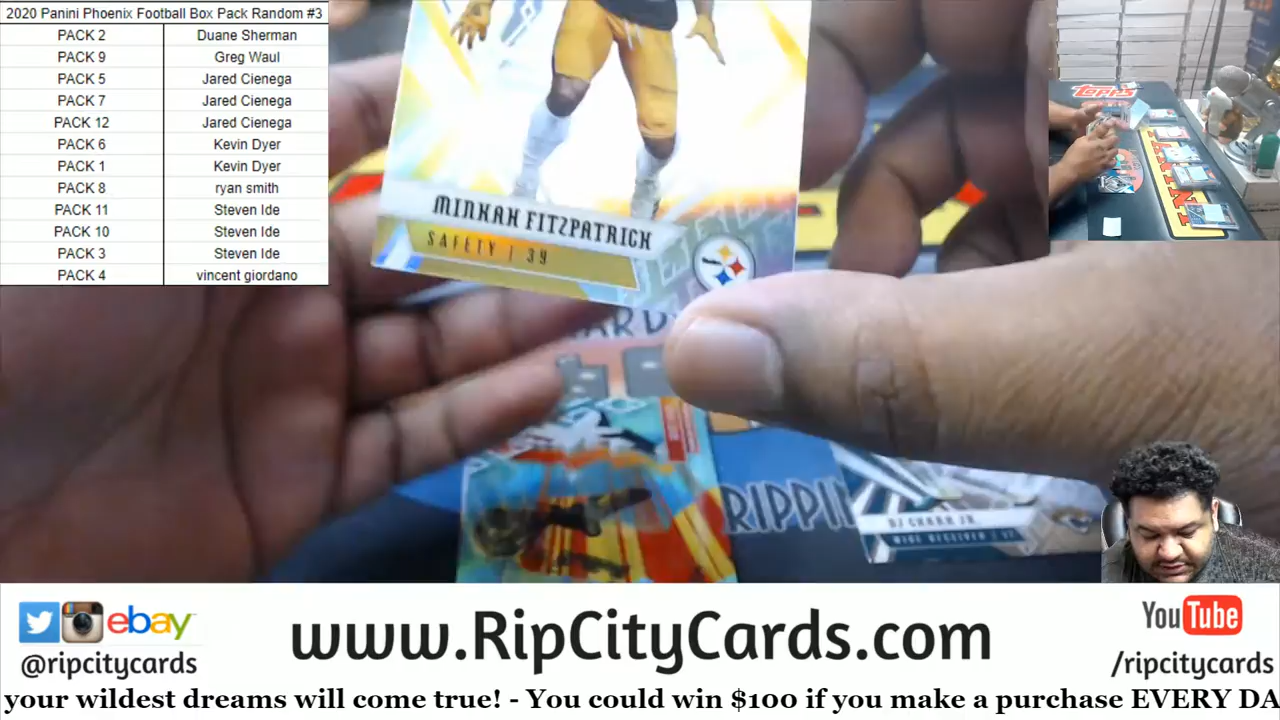 2020 Panini Phoenix Football Box Pack Random #3
PACK 2 Duane Sherman
PACK 9 Greg Waul
PACK 5 Jared Cienega
PACK 7 Jared Cienega
PACK 12 Jared Cienega
PACK 6 Kevin Dyer
PACK 1 Kevin Dyer
PACK 8 ryan smith
PACK 11 Steven Ide
PACK 10 Steven Ide
PACK 3 Steven Ide
PACK 4 vincent giordano
Topps
MINKAH FITZPATRICK
SAFETY | 39
CARD
RIPPIN
DJ CHARK JR.
WIDE RECEIVER | 17
ebay
@ripcitycards
www.RipCityCards.com
YouTube
/ripcitycards
your wildest dreams will come true! - You could win $100 if you make a purchase EVERY DA